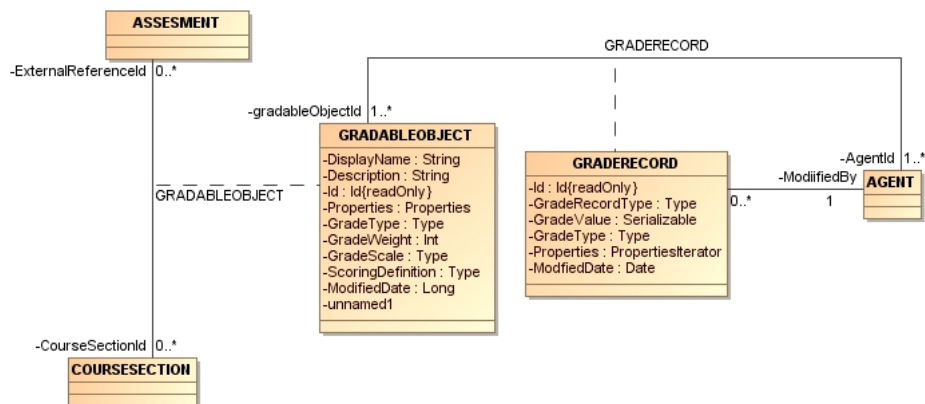 ASSESMENT
GRADERECORD
-ExternalReferenceId 0..*
-gradableObjectId 1..*
GRADABLEOBJECT
-DisplayName : String
-Description : String
-Id : Id{readOnly}
-Properties : Properties
-GradeType : Type
-GradeWeight : Int
-GradeScale : Type
-ScoringDefinition : Type
-ModifiedDate : Long
-unnamed1
GRADABLEOBJECT
GRADERECORD
-Id : Id{readOnly}
-GradeRecordType : Type
-GradeValue : Serializable
-GradeType : Type
-Properties : PropertiesIterator
-ModfiedDate : Date
-AgentId 1..*
-ModiifiedBy
0..* 1
AGENT
-CourseSectionId 0..*
COURSESECTION